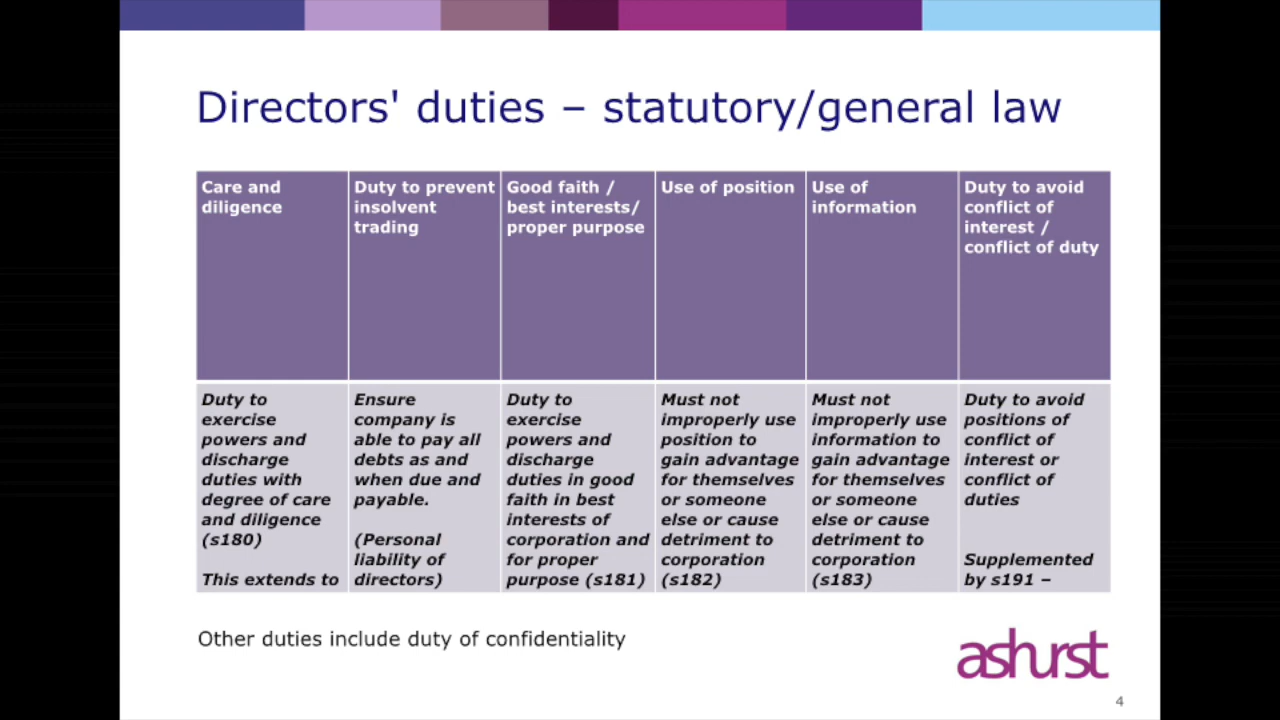 Directors' duties – statutory/general law
Care and
diligence
Duty to prevent
insolvent
trading
Good faith /
best interests/
proper purpose
Use of position
Use of
information
Duty to avoid
conflict of
interest /
conflict of duty
Duty to
exercise
powers and
discharge
duties with
degree of care
and diligence
(s180)
This extends to
Ensure
company is
able to pay all
debts as and
when due and
payable.
(Personal
liability of
directors)
Duty to
exercise
powers and
discharge
duties in good
faith in best
interests of
corporation and
for proper
purpose (s181)
Must not
improperly use
position to
gain advantage
for themselves
or someone
else or cause
detriment to
corporation
(s182)
Must not
improperly use
information to
gain advantage
for themselves
or someone
else or cause
detriment to
corporation
(s183)
Duty to avoid
positions of
conflict of
interest or
conflict of
duties
Supplemented
by s191 –
Other duties include duty of confidentiality
ashurst
4